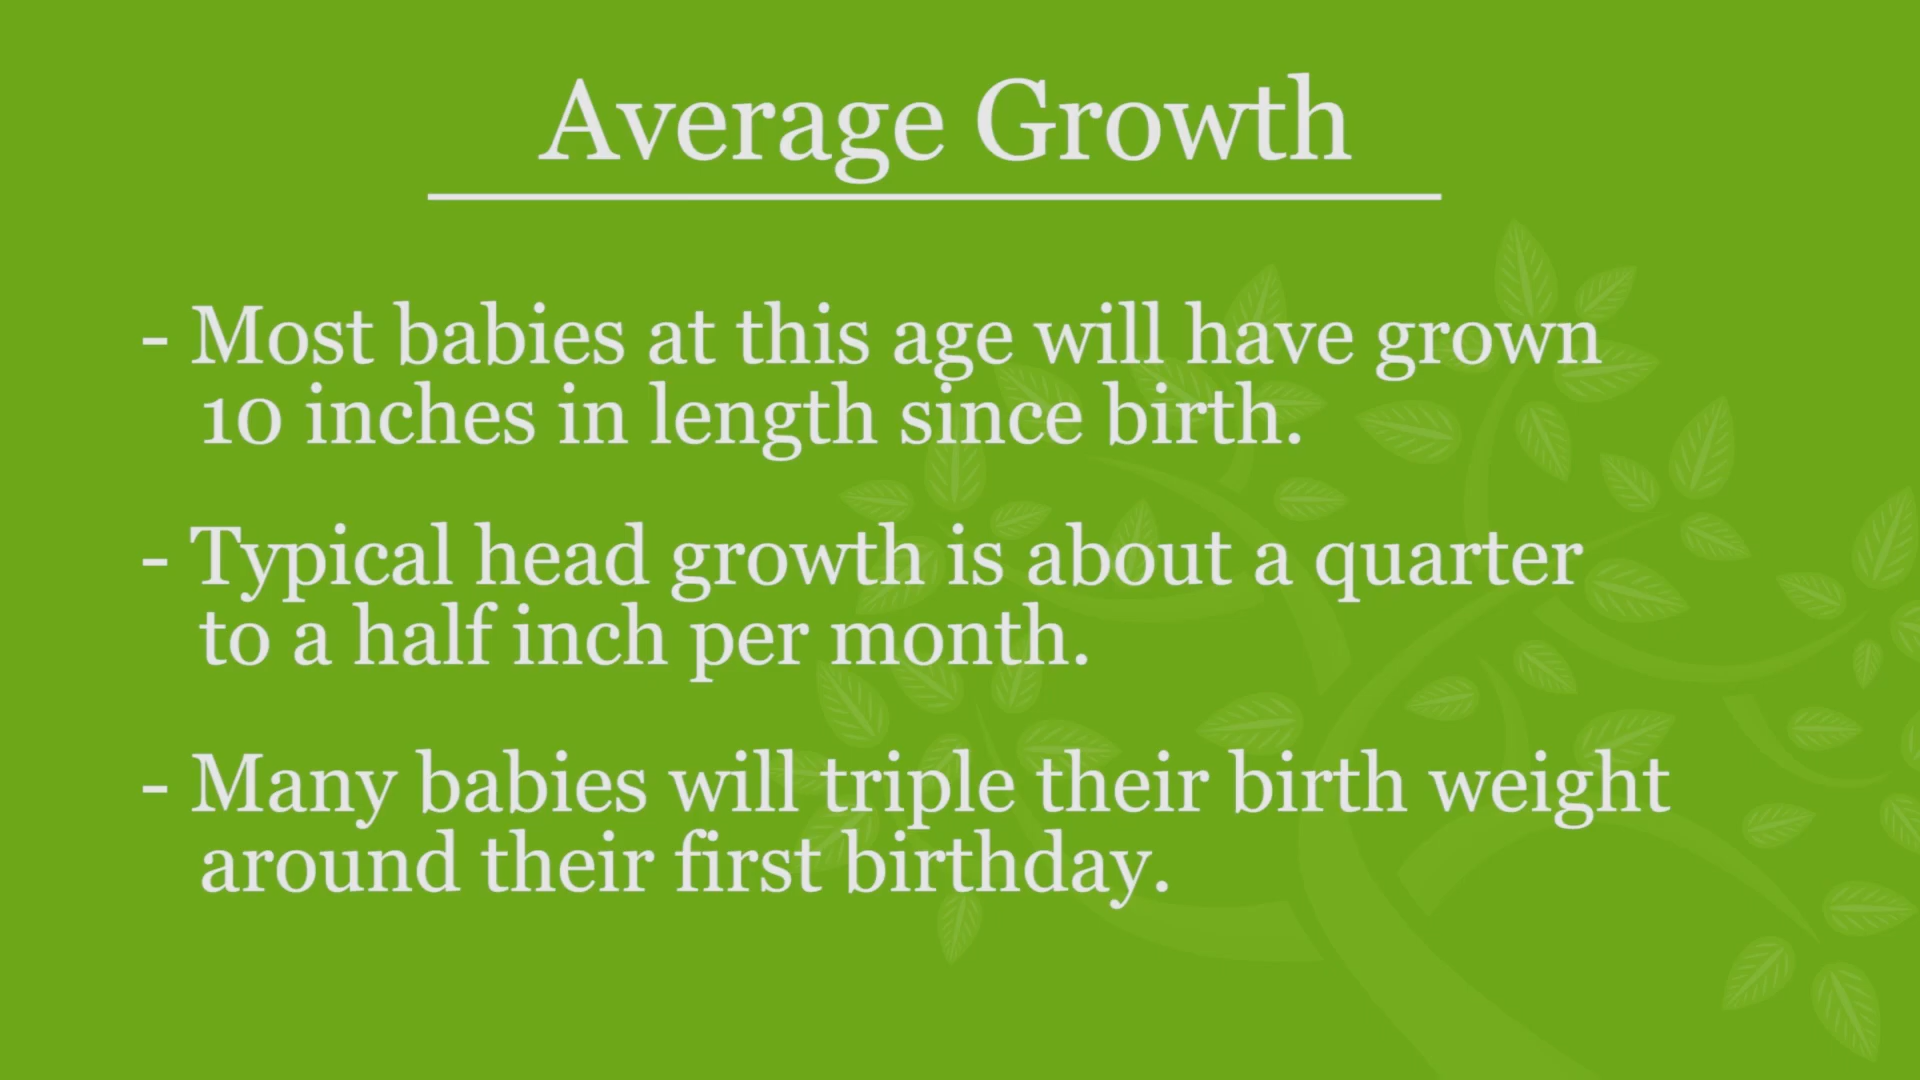 Average Growth
- Most babies at this age will have grown
10 inches in length since birth.
- Typical head growth is about a quarter
to a half inch per month.
- Many babies will triple their birth weight
around their first birthday.